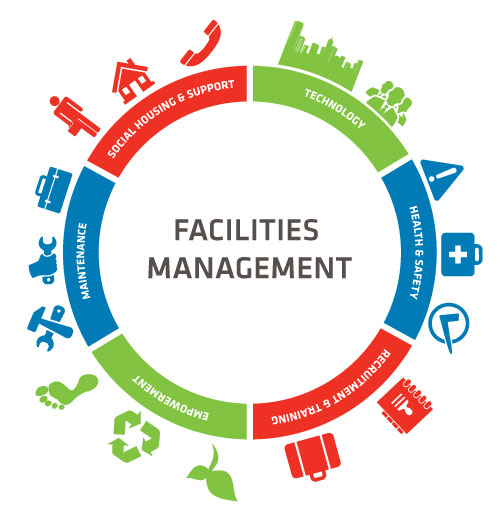 FACILITIES
MANAGEMENT
TECHNOLOGY
HEALTH & SAFETY
RECRUITMENT & TRAINING
EMPOWERMENT
MAINTENANCE
SOCIAL HOUSING & SUPPORT